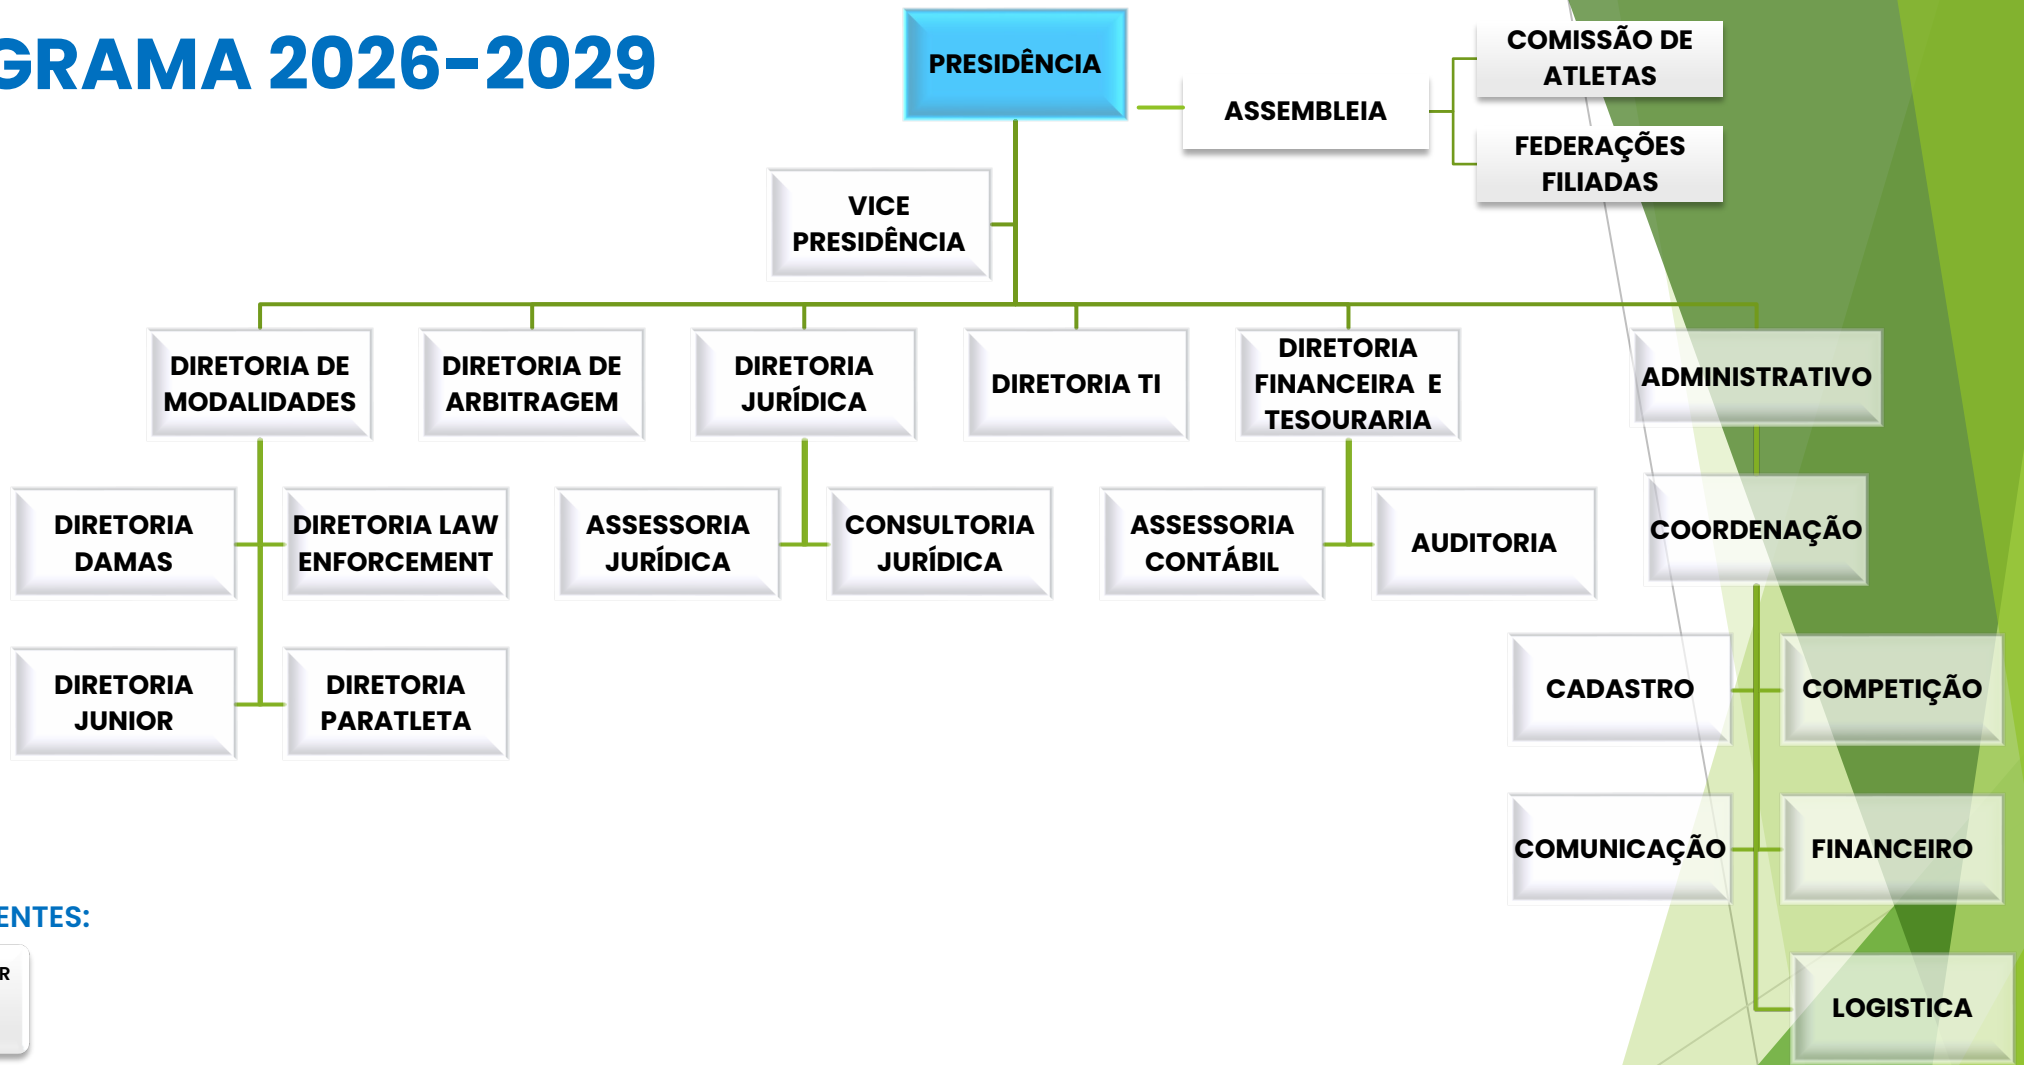 GRAMA 2026-2029
PRESIDÊNCIA
COMISSÃO DE
ATLETAS
ASSEMBLEIA
FEDERAÇÕES
FILIADAS
VICE
PRESIDÊNCIA
DIRETORIA DE
MODALIDADES
DIRETORIA DE
ARBITRAGEM
DIRETORIA
JURÍDICA
DIRETORIA TI
DIRETORIA
FINANCEIRA E
TESOURARIA
ADMINISTRATIVO
DIRETORIA
DAMAS
DIRETORIA LAW
ENFORCEMENT
ASSESSORIA
JURÍDICA
CONSULTORIA
JURÍDICA
ASSESSORIA
CONTÁBIL
AUDITORIA
COORDENAÇÃO
DIRETORIA
JUNIOR
DIRETORIA
PARATLETA
CADASTRO
COMPETIÇÃO
COMUNICAÇÃO
FINANCEIRO
ENTES:
R
LOGISTICA